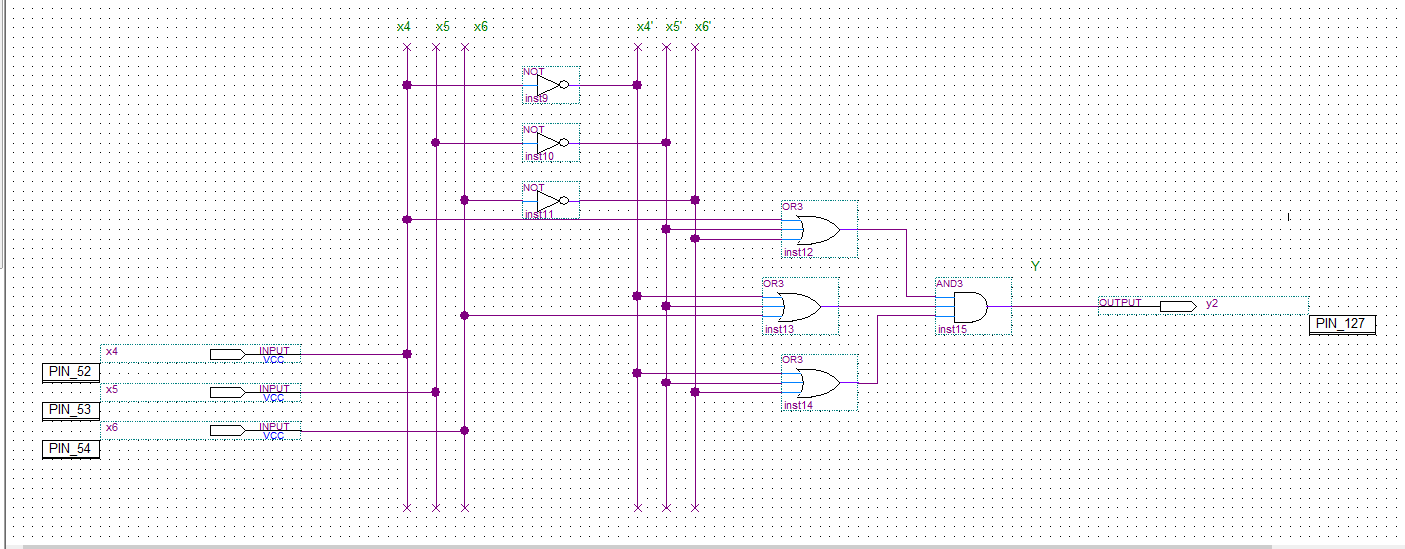 x4 x5 x6 x4' x5' x6'
NOT
inst9
NOT
inst10
NOT
inst11
OR3
inst12
Y
OR3
inst13
AND3
inst15
OUTPUT y2
PIN_127
x4 INPUT
VCC
PIN_52
OR3
inst14
x5 INPUT
VCC
PIN_53
x6 INPUT
VCC
PIN_54